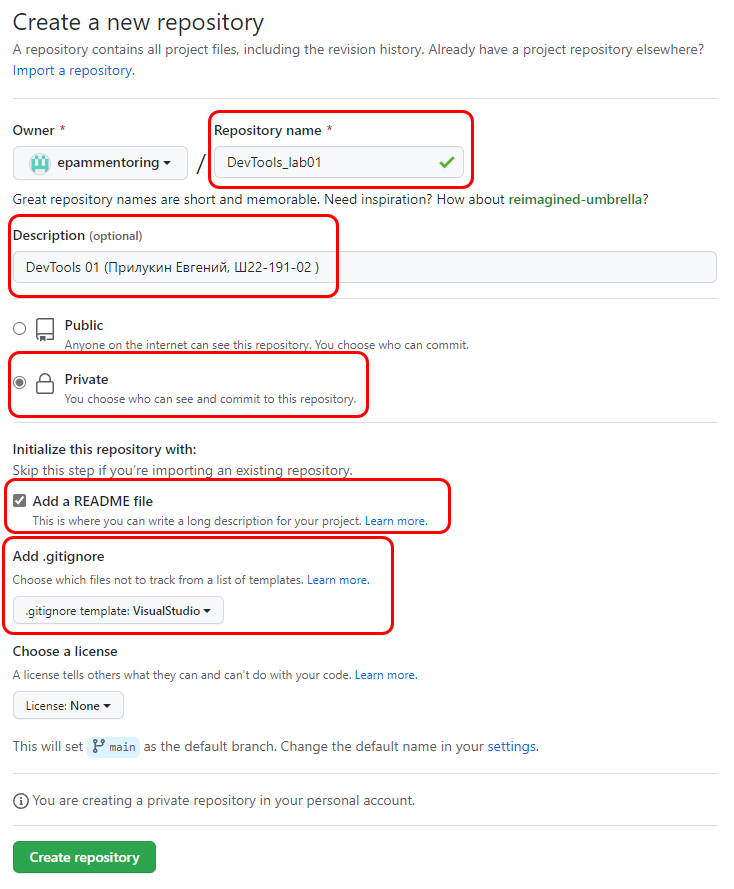 Create a new repository
A repository contains all project files, including the revision history. Already have a project repository elsewhere?
Import a repository.
Owner *
Repository name *
epammentoring
/
DevTools_lab01
Great repository names are short and memorable. Need inspiration? How about reimagined-umbrella?
Description (optional)
DevTools 01 (Прилукин Евгений, Ш22-191-02 )
Public
Anyone on the internet can see this repository. You choose who can commit.
Private
You choose who can see and commit to this repository.
Initialize this repository with:
Skip this step if you're importing an existing repository.
Add a README file
This is where you can write a long description for your project. Learn more.
Add .gitignore
Choose which files not to track from a list of templates. Learn more.
.gitignore template: VisualStudio
Choose a license
A license tells others what they can and can't do with your code. Learn more.
License: None
This will set main as the default branch. Change the default name in your settings.
You are creating a private repository in your personal account.
Create repository